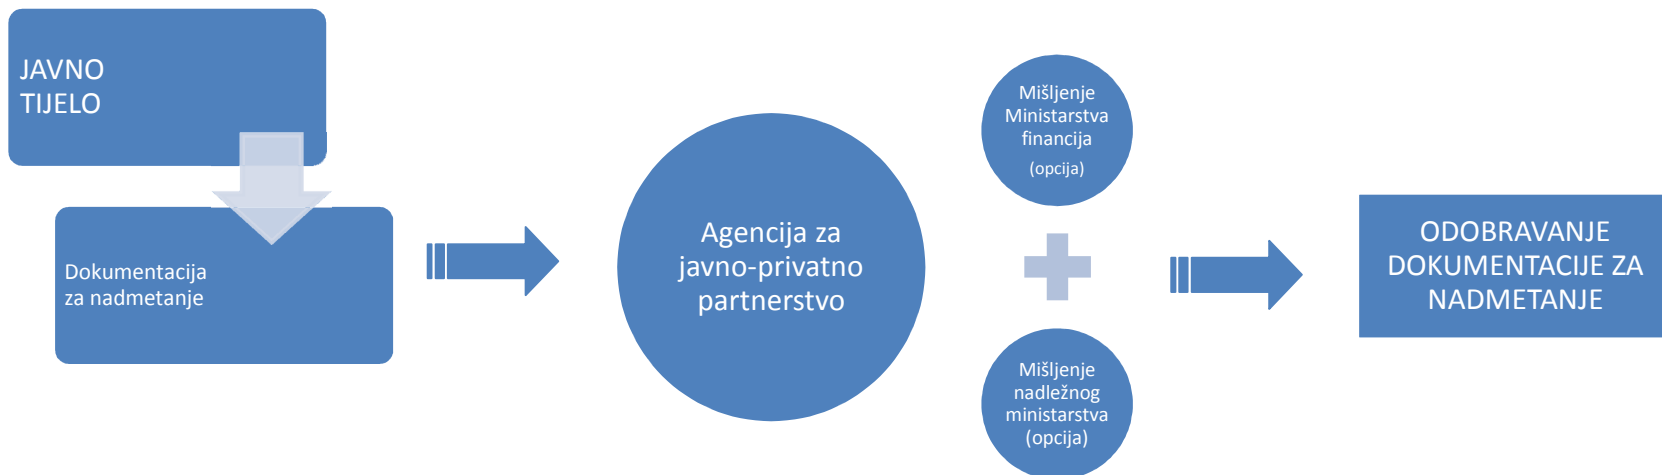 JAVNO
TIJELO
Dokumentacija
za nadmetanje
Agencija za
javno-privatno
partnerstvo
Mišljenje
Ministarstva
financija
(opcija)
Mišljenje
nadležnog
ministarstva
(opcija)
ODOBRAVANJE
DOKUMENTACIJE ZA
NADMETANJE